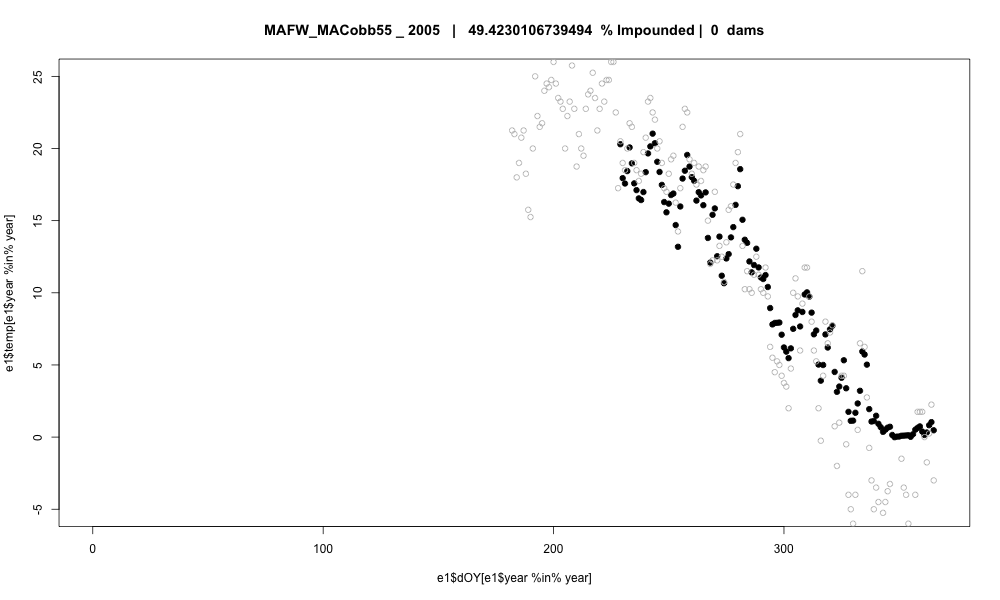 MAFW_MACobb55 _ 2005 | 49.4230106739494 % Impounded | 0 dams
25
20
15
10
5
0
-5
e1$temp[e1$year %in% year]
0 100 200 300
e1$dOY[e1$year %in% year]